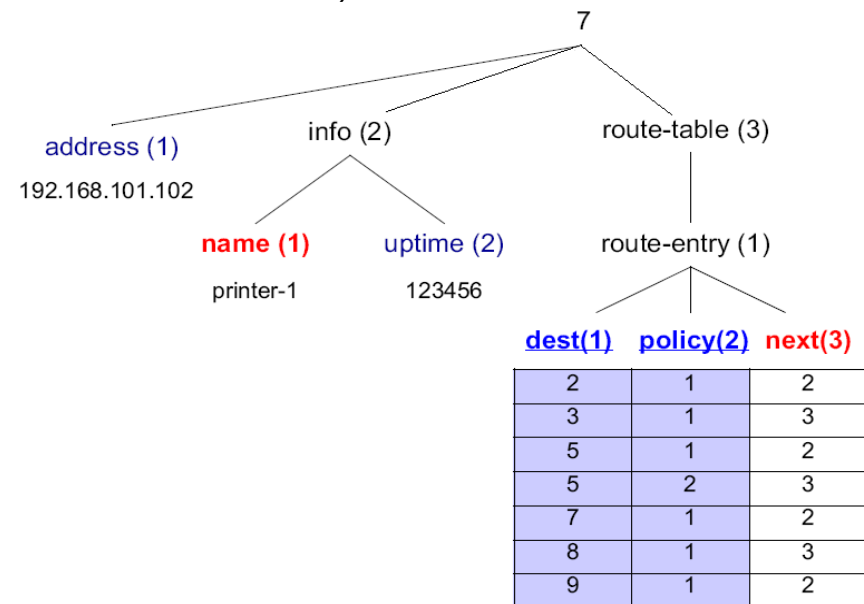 7
address (1)
192.168.101.102
info (2)
name (1)
printer-1
uptime (2)
123456
route-table (3)
route-entry (1)
dest(1) policy(2) next(3)
2 1 2
3 1 3
5 1 2
5 2 3
7 1 2
8 1 3
9 1 2